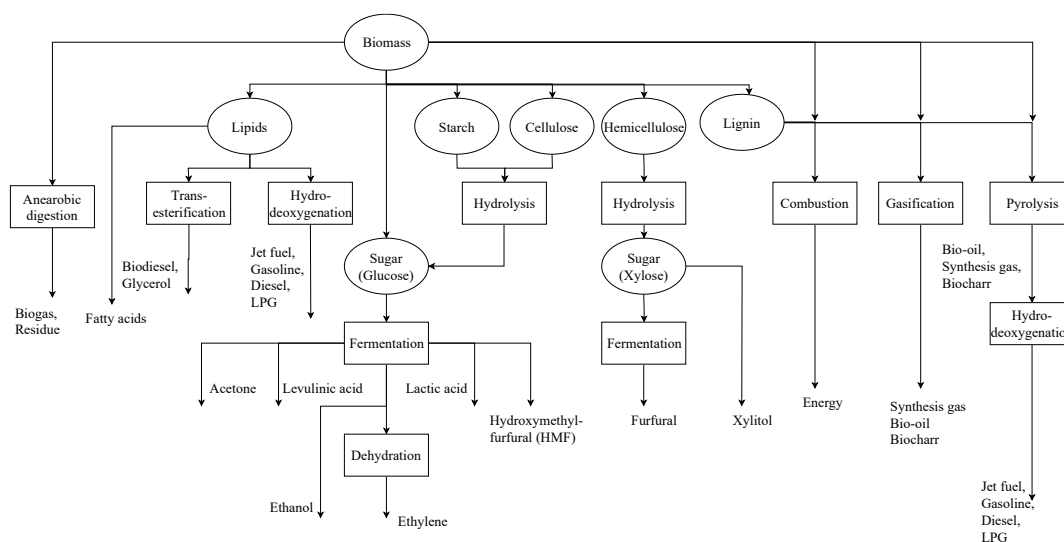 Biomass
Lipids
Starch
Cellulose
Hemicellulose
Lignin
Anearobic
digestion
Trans-
esterification
Hydro-
deoxygenation
Hydrolysis
Hydrolysis
Combustion
Gasification
Pyrolysis
Biogas,
Residue
Fatty acids
Biodiesel,
Glycerol
Jet fuel,
Gasoline,
Diesel,
LPG
Sugar
(Glucose)
Sugar
(Xylose)
Bio-oil,
Synthesis gas,
Biocharr
Hydro-
deoxygenation
Fermentation
Fermentation
Acetone
Levulinic acid
Lactic acid
Hydroxymethyl-
furfural (HMF)
Furfural
Xylitol
Energy
Synthesis gas
Bio-oil
Biocharr
Dehydration
Ethanol
Ethylene
Jet fuel,
Gasoline,
Diesel,
LPG